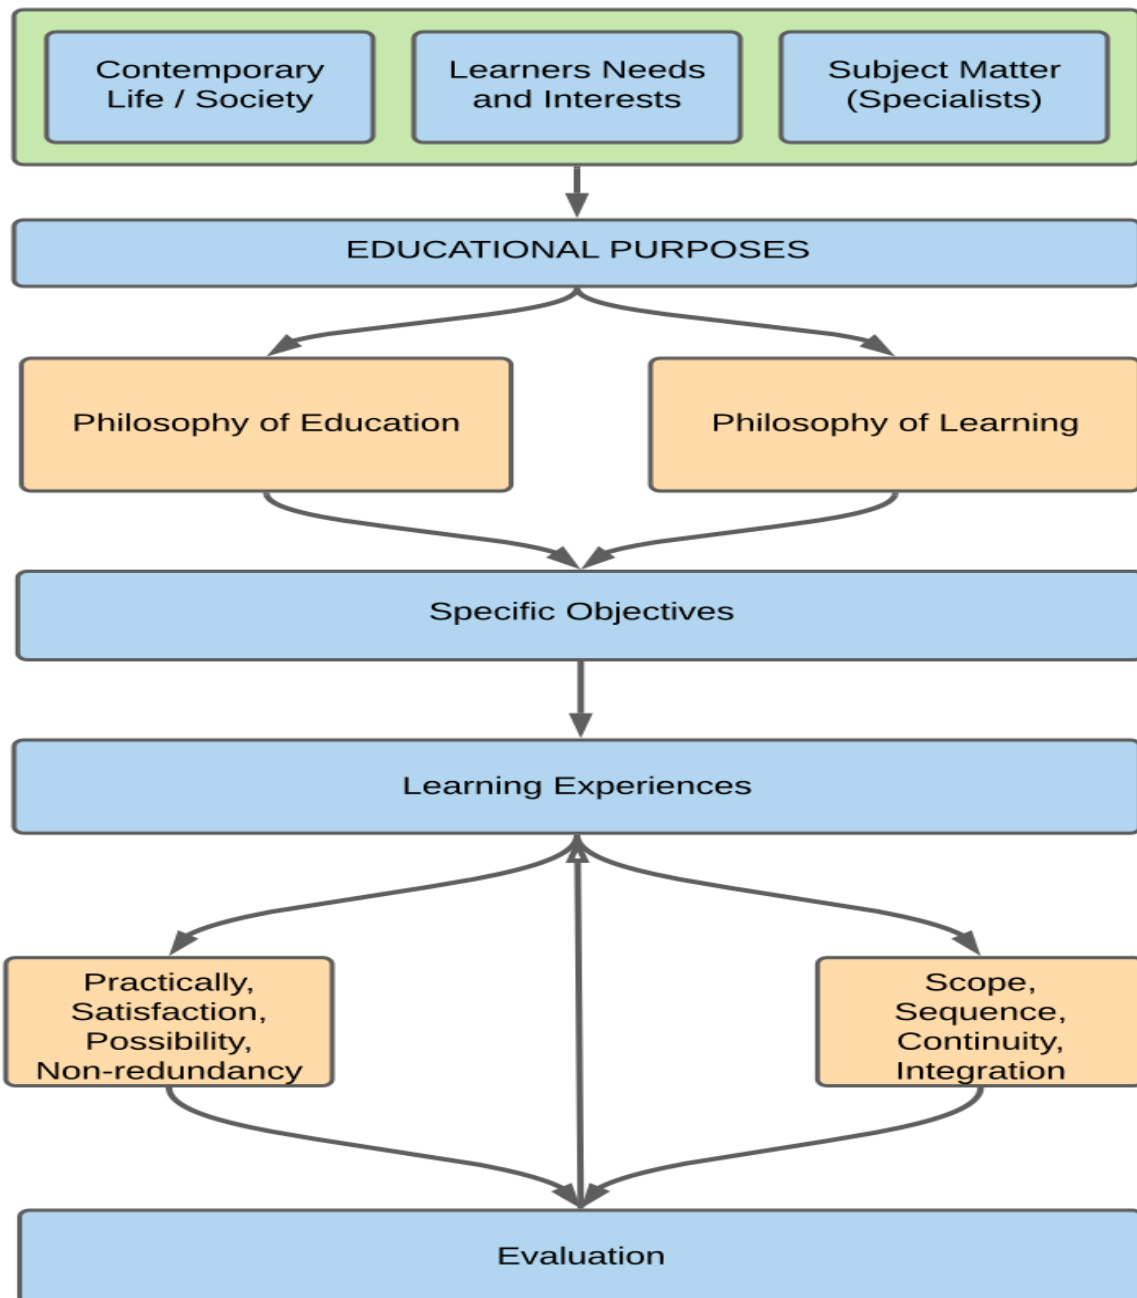 Contemporary
Life / Society
Learners Needs
and Interests
Subject Matter
(Specialists)
EDUCATIONAL PURPOSES
Philosophy of Education
Philosophy of Learning
Specific Objectives
Learning Experiences
Practically,
Satisfaction,
Possibility,
Non-redundancy
Scope,
Sequence,
Continuity,
Integration
Evaluation